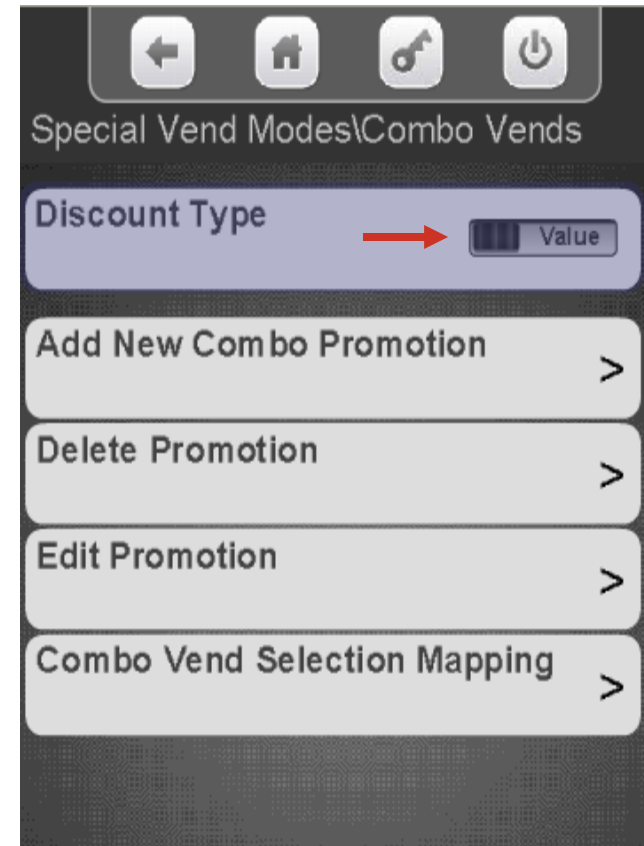 Special Vend Modes\Combo Vends
Discount Type
Value
Add New Combo Promotion
>
Delete Promotion
>
Edit Promotion
>
Combo Vend Selection Mapping
>